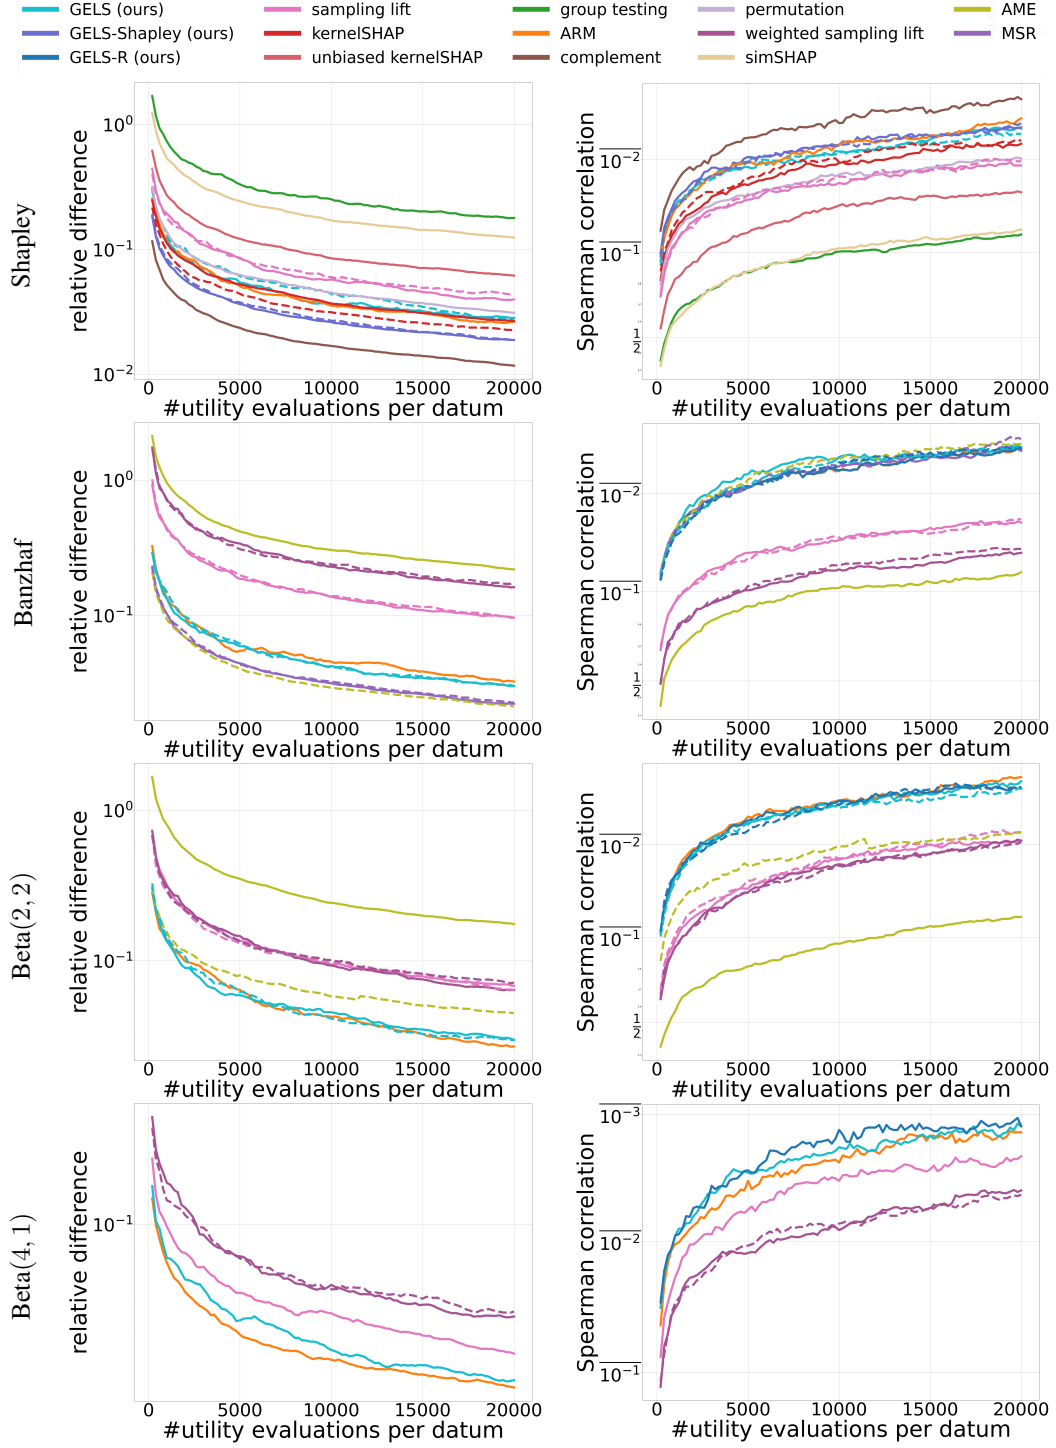 GELS (ours) sampling lift group testing permutation AME
GELS-Shapley (ours) kernelSHAP ARM weighted sampling lift MSR
GELS-R (ours) unbiased kernelSHAP complement simSHAP
Shapley
relative difference
10⁰
10⁻¹
10⁻²
0 5000 10000 15000 20000
#utility evaluations per datum
Spearman correlation
10⁻²
10⁻¹
1/2
0 5000 10000 15000 20000
#utility evaluations per datum
Banzhaf
relative difference
10⁰
10⁻¹
0 5000 10000 15000 20000
#utility evaluations per datum
Spearman correlation
10⁻²
10⁻¹
1/2
0 5000 10000 15000 20000
#utility evaluations per datum
Beta(2, 2)
relative difference
10⁰
10⁻¹
0 5000 10000 15000 20000
#utility evaluations per datum
Spearman correlation
10⁻²
10⁻¹
1/2
0 5000 10000 15000 20000
#utility evaluations per datum
Beta(4, 1)
relative difference
10⁻¹
0 5000 10000 15000 20000
#utility evaluations per datum
Spearman correlation
10⁻³
10⁻²
10⁻¹
0 5000 10000 15000 20000
#utility evaluations per datum